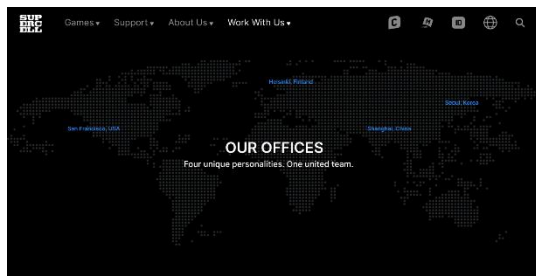 SUP
ERC
ELL
Games
Support
About Us
Work With Us
ID
Helsinki, Finland
Seoul, Korea
San Francisco, USA
Shanghai, China
OUR OFFICES
Four unique personalities. One united team.